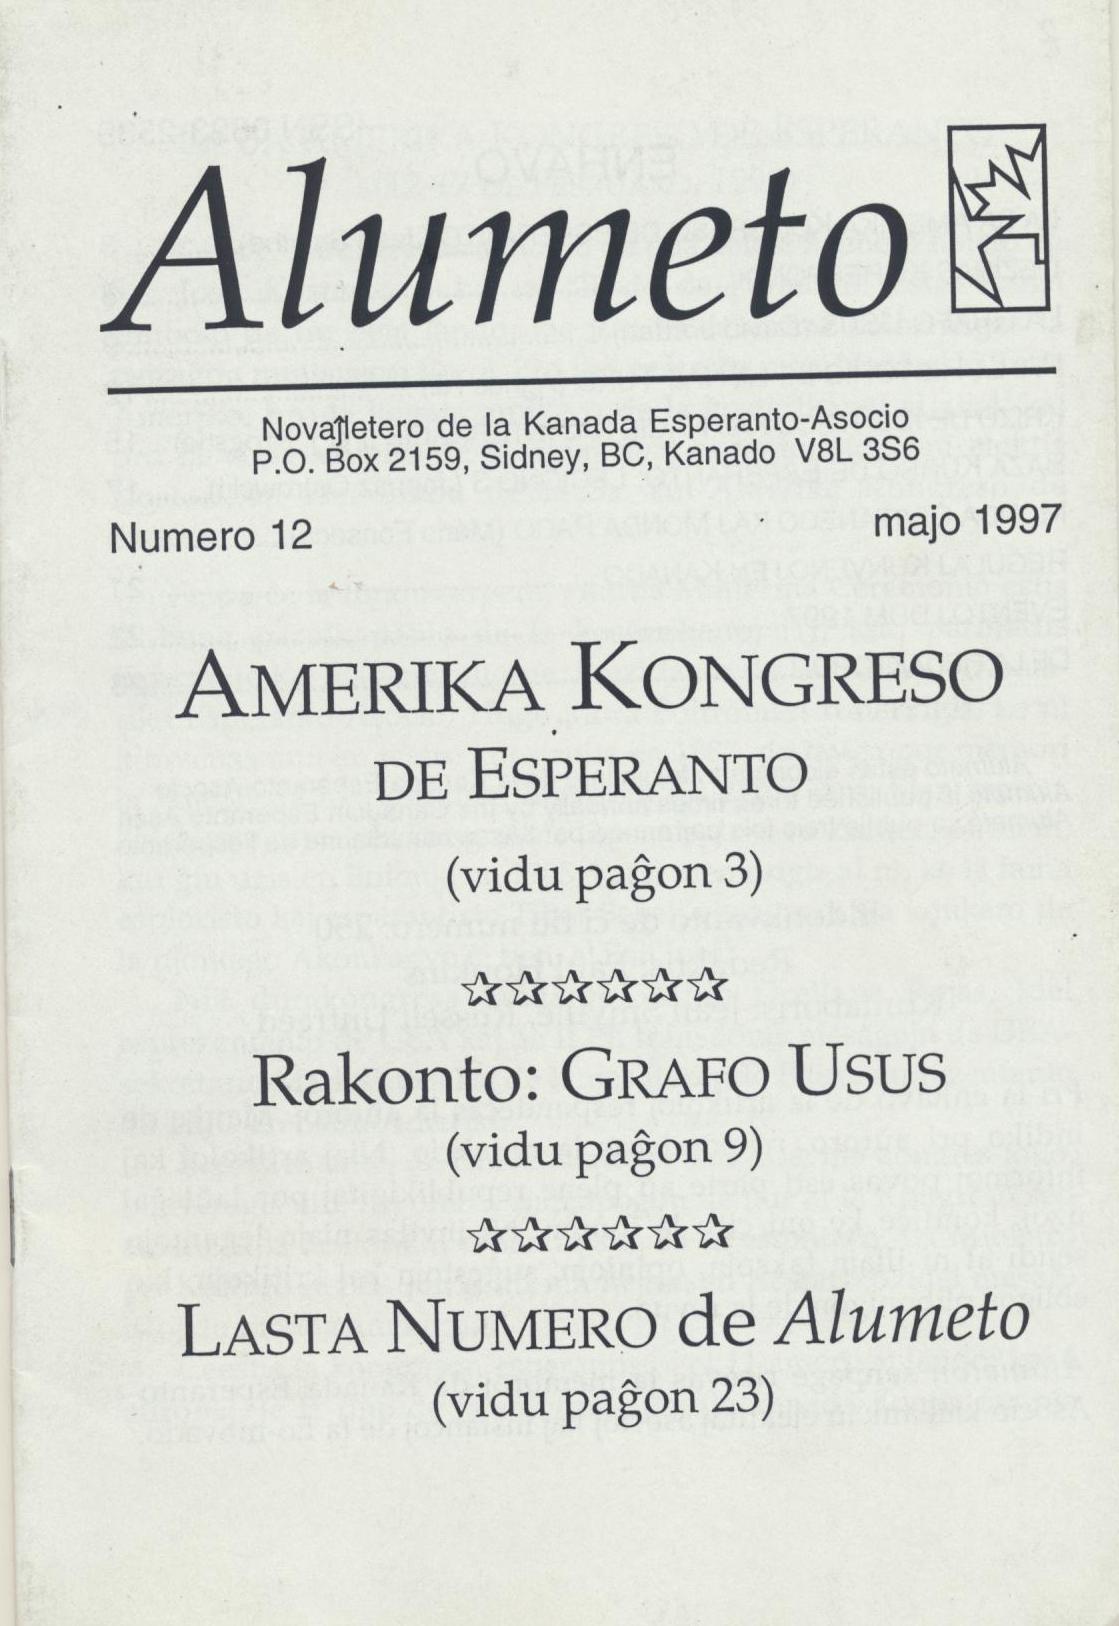 Alumeto
Novaĵletero de la Kanada Esperanto-Asocio
P.O. Box 2159, Sidney, BC, Kanado V8L 3S6
Numero 12
majo 1997
AMERIKA KONGRESO
DE ESPERANTO
(vidu paĝon 3)
☆☆☆☆☆☆
Rakonto: GRAFO USUS
(vidu paĝon 9)
☆☆☆☆☆☆
LASTA NUMERO de Alumeto
(vidu paĝon 23)